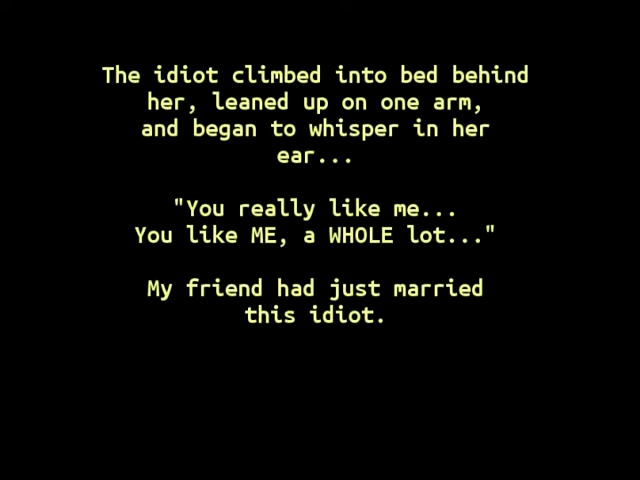 The idiot climbed into bed behind
her, leaned up on one arm,
and began to whisper in her
ear...
"You really like me...
You like ME, a WHOLE lot..."
My friend had just married
this idiot.